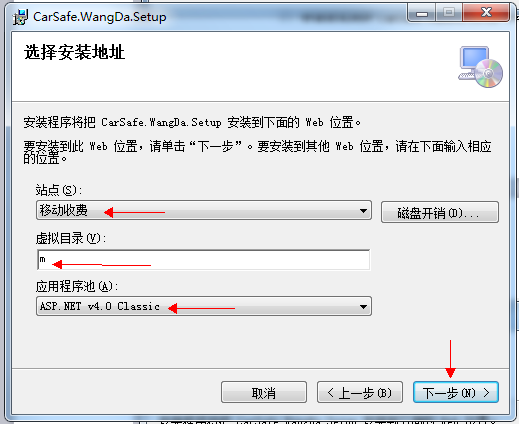 CarSafe.WangDa.Setup
选择安装地址
安装程序将把 CarSafe.WangDa.Setup 安装到下面的 Web 位置。
要安装到此 Web 位置，请单击“下一步”。要安装到其他 Web 位置，请在下面输入相应
的位置。
站点(S):
移动收费
磁盘开销(D)...
虚拟目录(V):
m
应用程序池(A):
ASP.NET v4.0 Classic
取消
< 上一步(B)
下一步(N) >